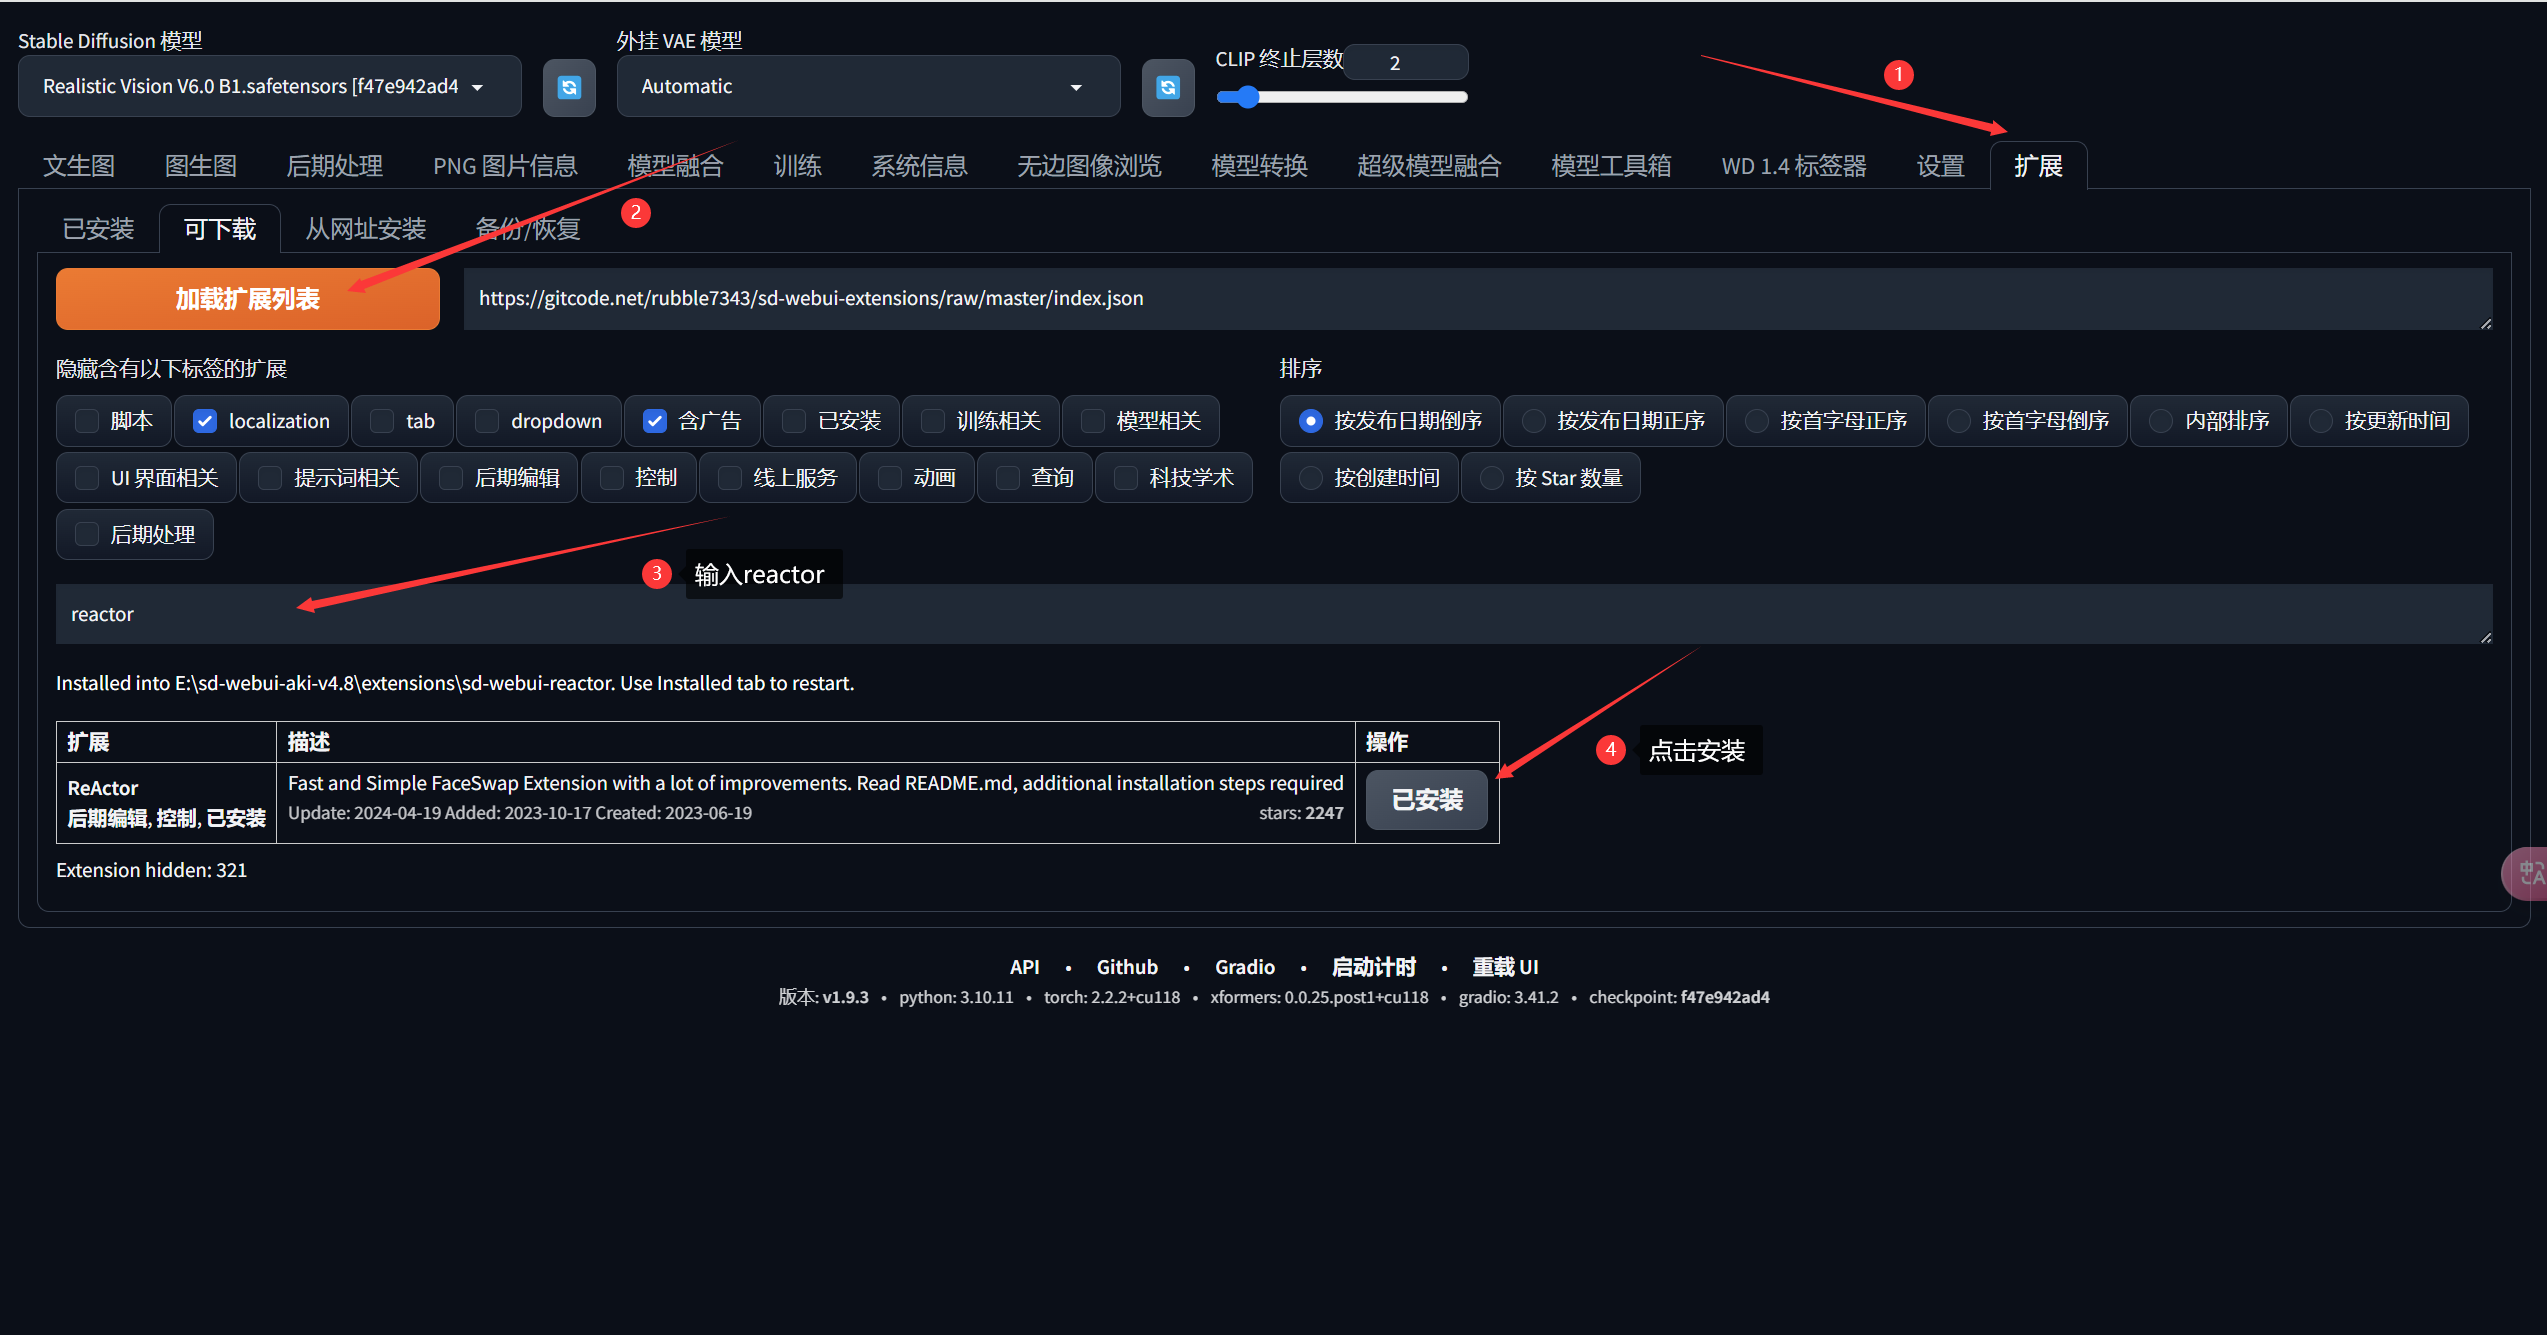 Stable Diffusion 模型
外挂 VAE 模型
CLIP 终止层数
2
Realistic Vision V6.0 B1.safetensors [f47e942ad4
Automatic
1
文生图
图生图
后期处理
PNG 图片信息
模型融合
训练
系统信息
无边图像浏览
模型转换
超级模型融合
模型工具箱
WD 1.4 标签器
设置
扩展
已安装
可下载
从网址安装
备份/恢复
2
加载扩展列表
https://gitcode.net/rubble7343/sd-webui-extensions/raw/master/index.json
隐藏含有以下标签的扩展
脚本
localization
tab
dropdown
含广告
已安装
训练相关
模型相关
UI 界面相关
提示词相关
后期编辑
控制
线上服务
动画
查询
科技学术
后期处理
排序
按发布日期倒序
按发布日期正序
按首字母正序
按首字母倒序
内部排序
按更新时间
按创建时间
按 Star 数量
3 输入reactor
reactor
Installed into E:\sd-webui-aki-v4.8\extensions\sd-webui-reactor. Use Installed tab to restart.
扩展
描述
操作
ReActor
后期编辑, 控制, 已安装
Fast and Simple FaceSwap Extension with a lot of improvements. Read README.md, additional installation steps required
Update: 2024-04-19 Added: 2023-10-17 Created: 2023-06-19
stars: 2247
已安装
4 点击安装
Extension hidden: 321
中A
API • Github • Gradio • 启动计时 • 重载 UI
版本: v1.9.3 • python: 3.10.11 • torch: 2.2.2+cu118 • xformers: 0.0.25.post1+cu118 • gradio: 3.41.2 • checkpoint: f47e942ad4